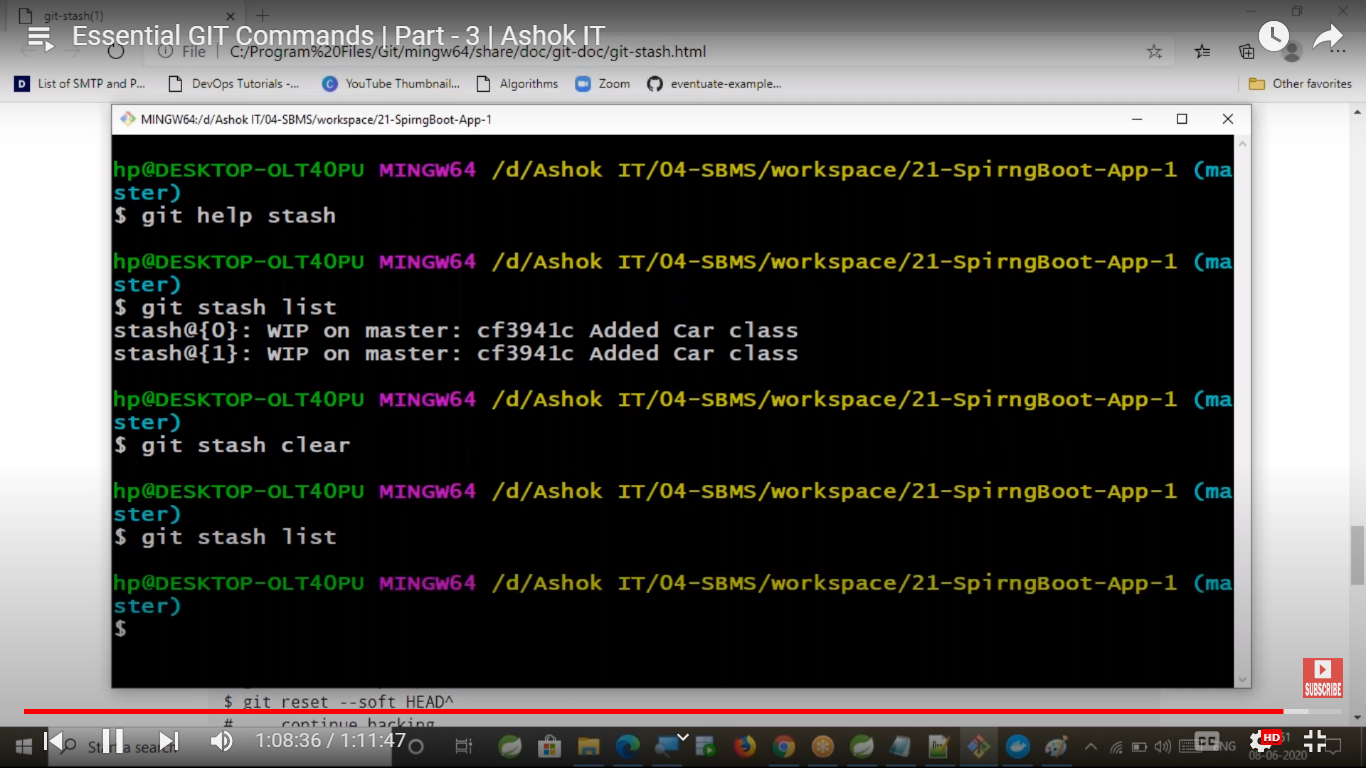 git-stash(1)
Essential GIT Commands | Part - 3 | Ashok IT
File
C:/Program%20Files/Git/mingw64/share/doc/git-doc/git-stash.html
List of SMTP and P...
DevOps Tutorials -...
YouTube Thumbnail...
Algorithms
Zoom
eventuate-example...
Other favorites
MINGW64:/d/Ashok IT/04-SBMS/workspace/21-SpirngBoot-App-1
hp@DESKTOP-OLT4OPU MINGW64 /d/Ashok IT/04-SBMS/workspace/21-SpirngBoot-App-1 (ma
ster)
$ git help stash
hp@DESKTOP-OLT4OPU MINGW64 /d/Ashok IT/04-SBMS/workspace/21-SpirngBoot-App-1 (ma
ster)
$ git stash list
stash@{0}: WIP on master: cf3941c Added Car class
stash@{1}: WIP on master: cf3941c Added Car class
hp@DESKTOP-OLT4OPU MINGW64 /d/Ashok IT/04-SBMS/workspace/21-SpirngBoot-App-1 (ma
ster)
$ git stash clear
hp@DESKTOP-OLT4OPU MINGW64 /d/Ashok IT/04-SBMS/workspace/21-SpirngBoot-App-1 (ma
ster)
$ git stash list
hp@DESKTOP-OLT4OPU MINGW64 /d/Ashok IT/04-SBMS/workspace/21-SpirngBoot-App-1 (ma
ster)
$
SUBSCRIBE
$ git reset --soft HEAD^
# continue hacking
search
1:08:36 / 1:11:47
CC
ENG
HD
08-06-2020